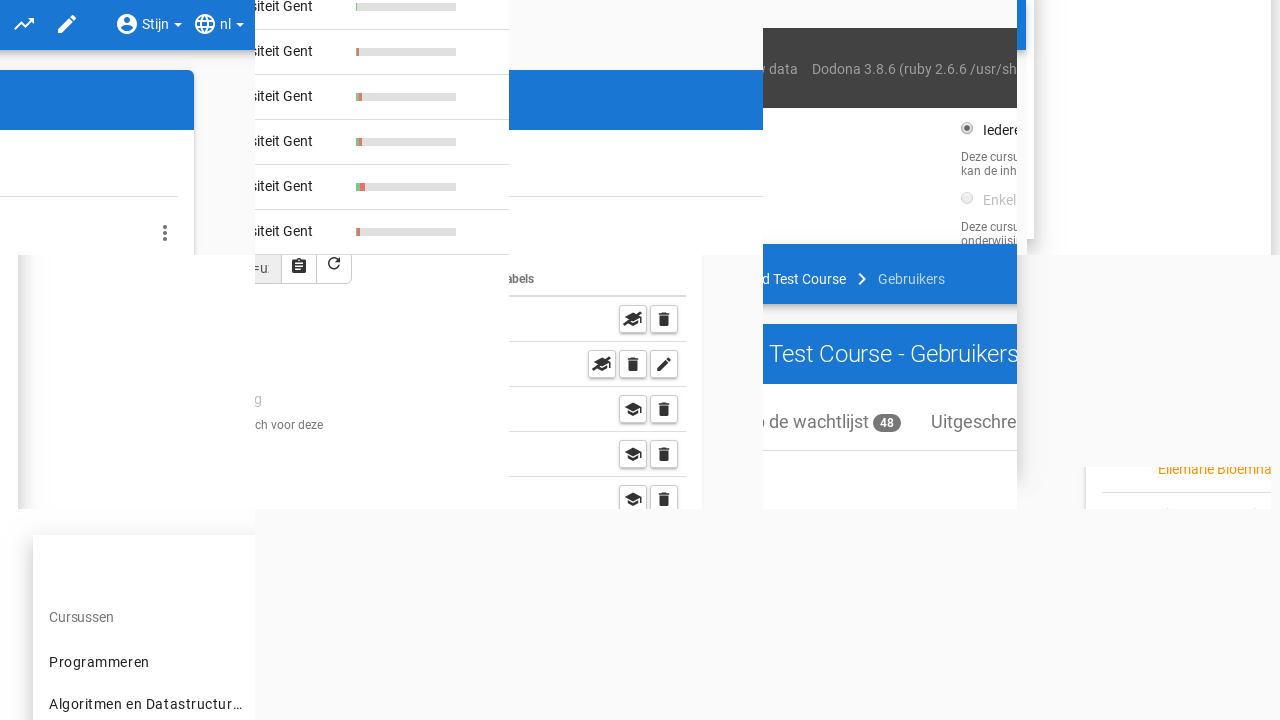 Stijn nl
siteit Gent
siteit Gent
siteit Gent
siteit Gent
siteit Gent
siteit Gent
data Dodona 3.8.6 (ruby 2.6.6 /usr/sh
Iedere
Deze cursu
kan de inh
Enkel
Deze cursu
onderwijsi
=u
g
ch voor deze
abels
d Test Course Gebruikers
Test Course - Gebruikers
de wachtlijst 48 Uitgeschre
Ellemarie Bloemha
Cursussen
Programmeren
Algoritmen en Datastructur…